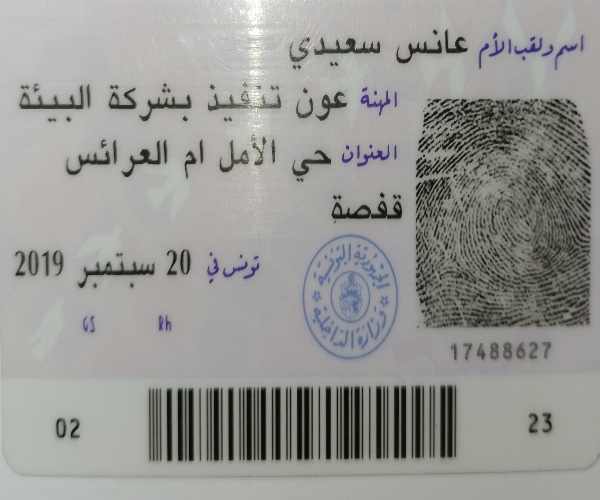 اسم ولقب الأم عانس سعيدي
المهنة عون تنفيذ بشركة البيئة
العنوان حي الأمل ام العرائس
قفصة
تونس في 20 سبتمبر 2019
الجمهورية التونسية
وزارة الداخلية
GS Rh
17488627
02 23